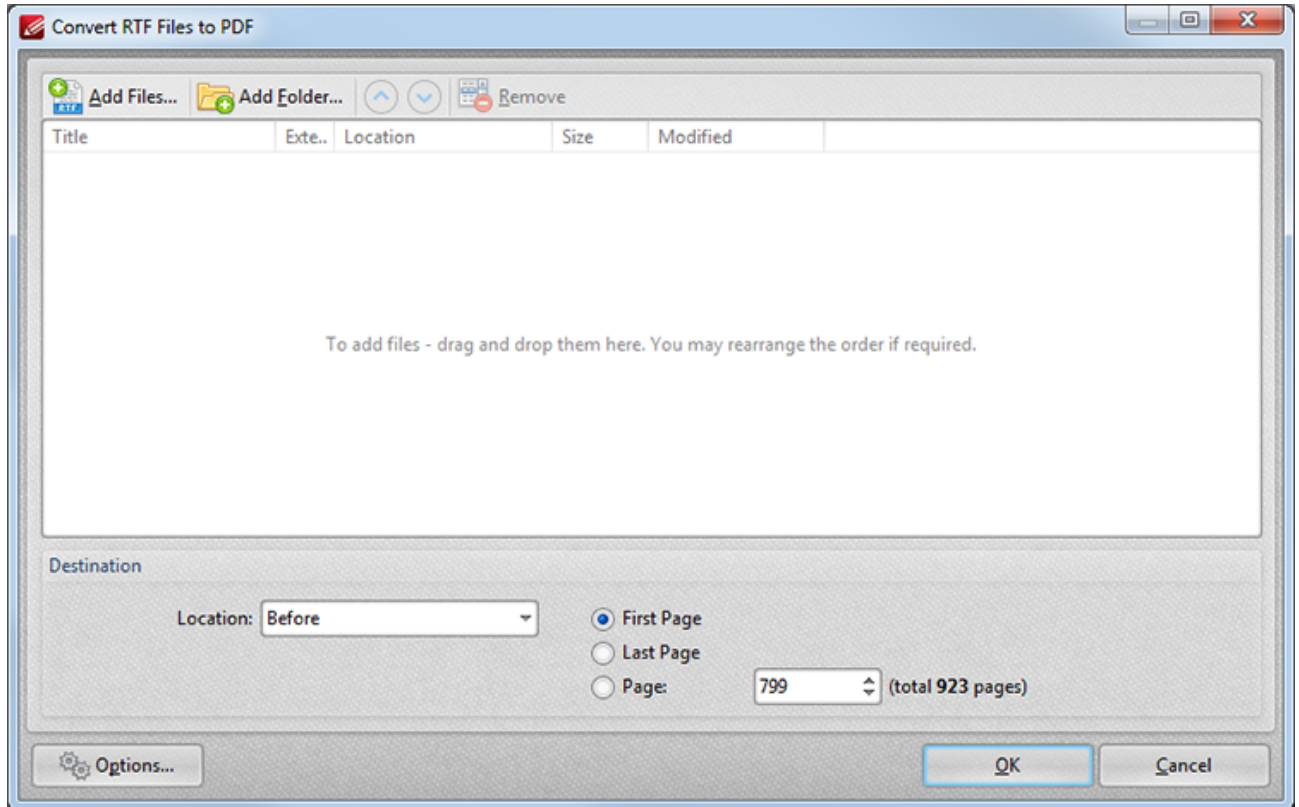 Convert RTF Files to PDF
RTF Add Files... Add Folder... Remove
Title Exte.. Location Size Modified
To add files - drag and drop them here. You may rearrange the order if required.
Destination
Location: Before First Page
Last Page
Page: 799 (total 923 pages)
Options... OK Cancel